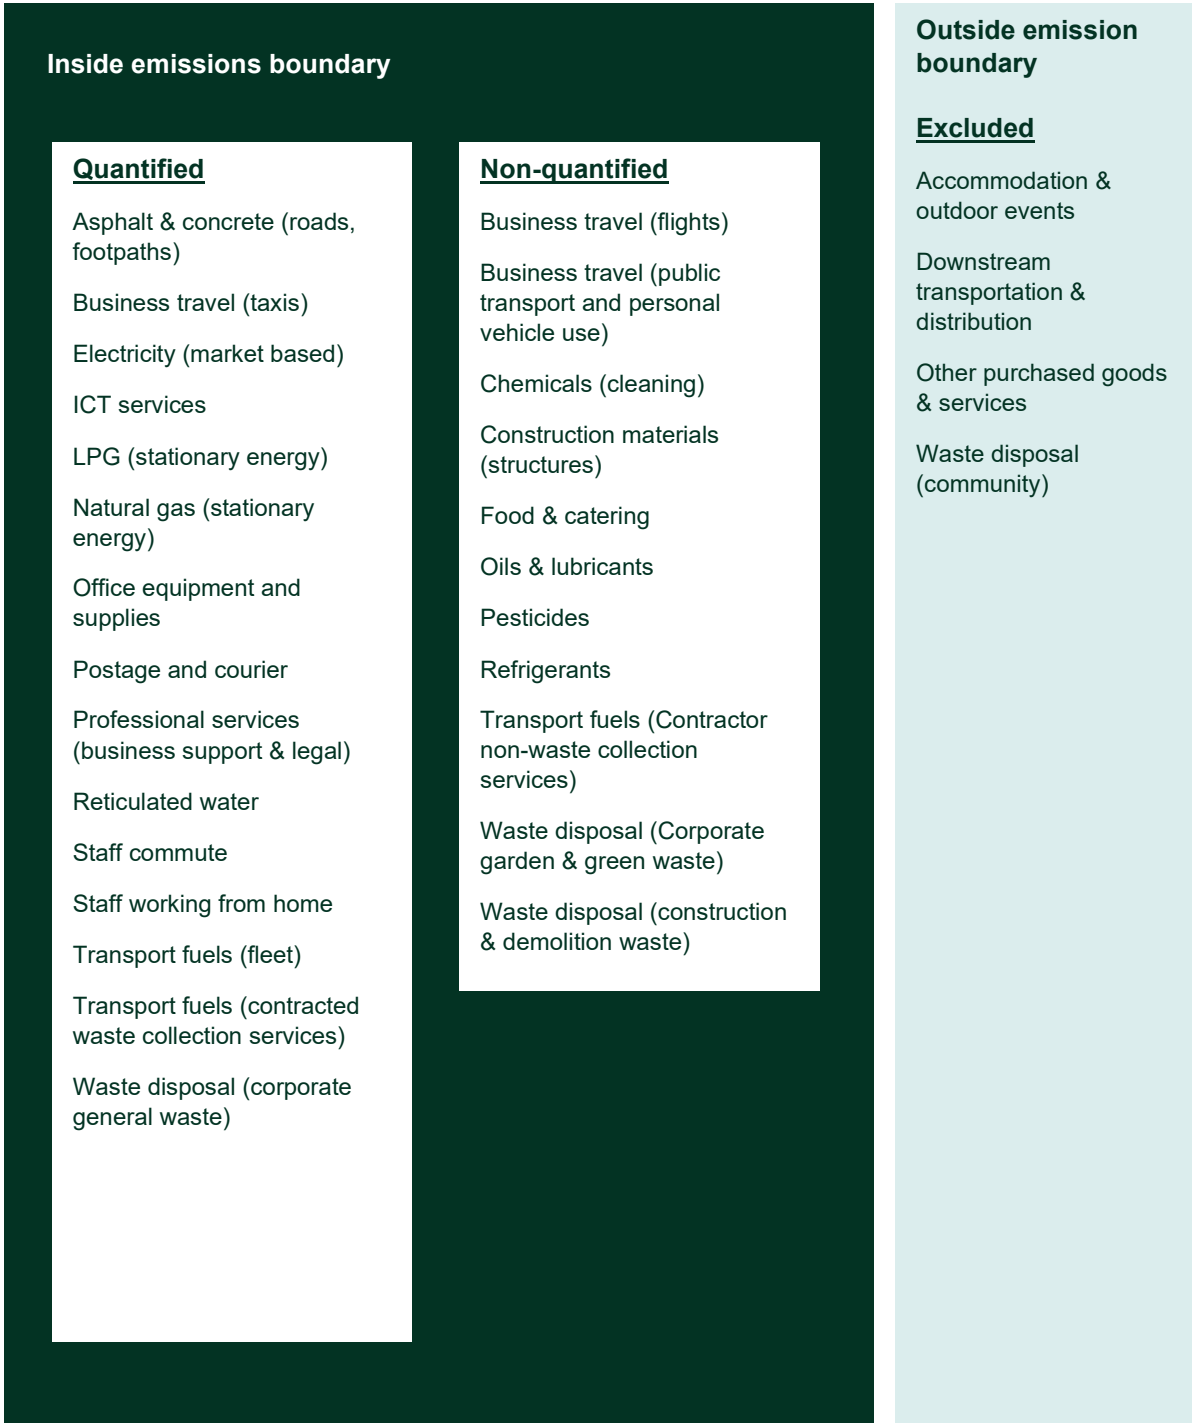 Inside emissions boundary
Quantified
Asphalt & concrete (roads,
footpaths)
Business travel (taxis)
Electricity (market based)
ICT services
LPG (stationary energy)
Natural gas (stationary
energy)
Office equipment and
supplies
Postage and courier
Professional services
(business support & legal)
Reticulated water
Staff commute
Staff working from home
Transport fuels (fleet)
Transport fuels (contracted
waste collection services)
Waste disposal (corporate
general waste)
Non-quantified
Business travel (flights)
Business travel (public
transport and personal
vehicle use)
Chemicals (cleaning)
Construction materials
(structures)
Food & catering
Oils & lubricants
Pesticides
Refrigerants
Transport fuels (Contractor
non-waste collection
services)
Waste disposal (Corporate
garden & green waste)
Waste disposal (construction
& demolition waste)
Outside emission
boundary
Excluded
Accommodation &
outdoor events
Downstream
transportation &
distribution
Other purchased goods
& services
Waste disposal
(community)